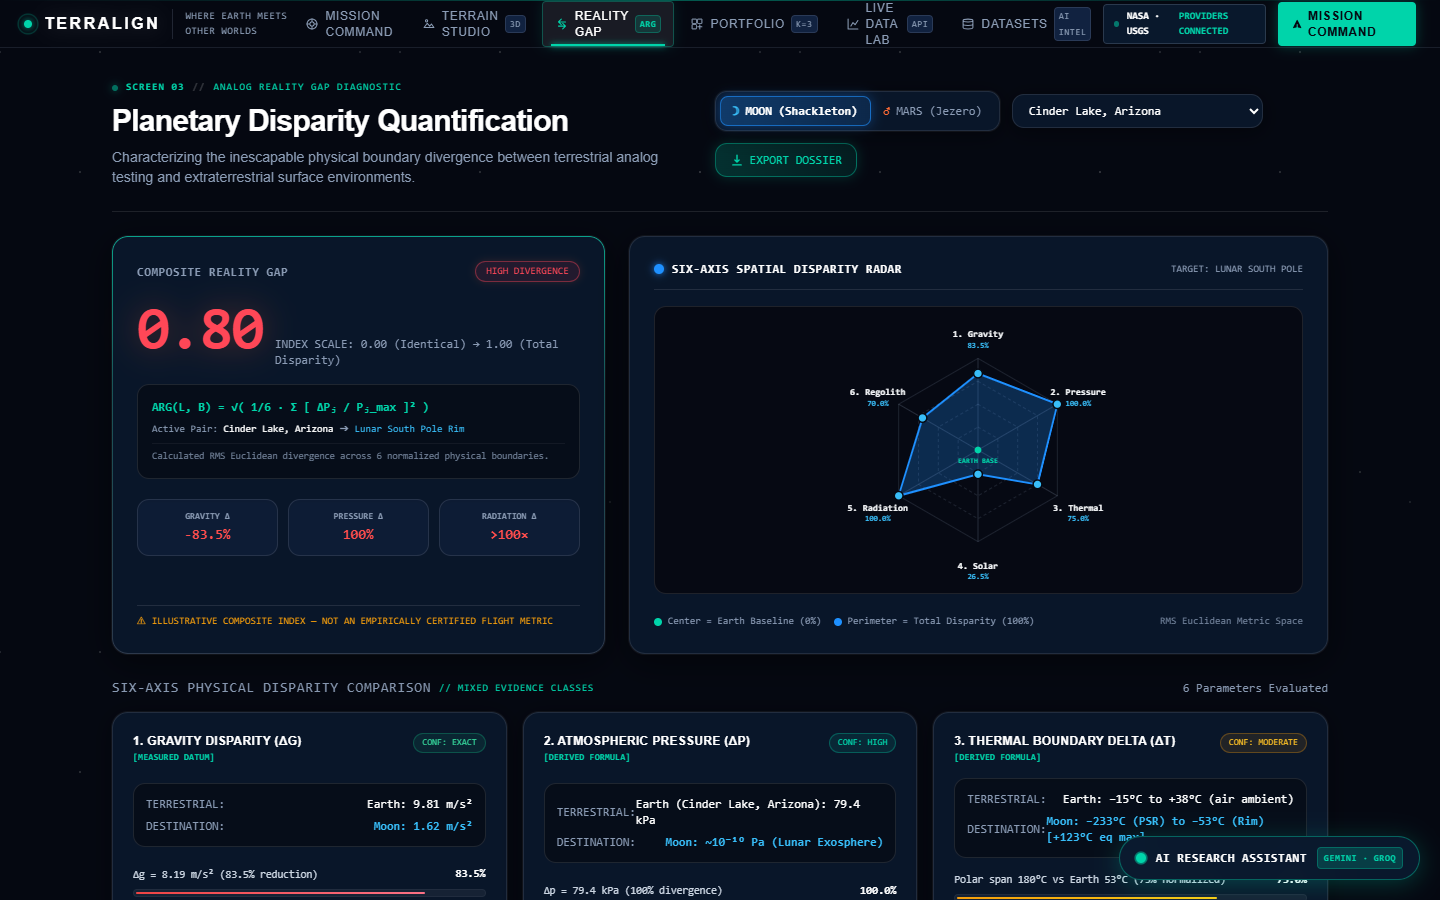 TERRALIGN
WHERE EARTH MEETS
OTHER WORLDS
MISSION
COMMAND
TERRAIN
STUDIO
3D
REALITY
GAP
ARG
PORTFOLIO
K=3
LIVE
DATA
LAB
API
DATASETS
AI
INTEL
NASA ·
USGS
PROVIDERS
CONNECTED
MISSION
COMMAND
SCREEN 03 // ANALOG REALITY GAP DIAGNOSTIC
Planetary Disparity Quantification
Characterizing the inescapable physical boundary divergence between terrestrial analog
testing and extraterrestrial surface environments.
☽ MOON (Shackleton)
♂ MARS (Jezero)
Cinder Lake, Arizona
EXPORT DOSSIER
COMPOSITE REALITY GAP
HIGH DIVERGENCE
0.80
INDEX SCALE: 0.00 (Identical) → 1.00 (Total
Disparity)
ARG(L, B) = √( 1/6 · Σ [ ΔPⱼ / Pⱼ_max ]² )
Active Pair: Cinder Lake, Arizona → Lunar South Pole Rim
Calculated RMS Euclidean divergence across 6 normalized physical boundaries.
GRAVITY Δ
-83.5%
PRESSURE Δ
100%
RADIATION Δ
>100×
⚠ ILLUSTRATIVE COMPOSITE INDEX — NOT AN EMPIRICALLY CERTIFIED FLIGHT METRIC
SIX-AXIS SPATIAL DISPARITY RADAR
TARGET: LUNAR SOUTH POLE
1. Gravity
83.5%
6. Regolith
70.0%
2. Pressure
100.0%
EARTH BASE
5. Radiation
100.0%
3. Thermal
75.0%
4. Solar
26.5%
Center = Earth Baseline (0%)
Perimeter = Total Disparity (100%)
RMS Euclidean Metric Space
SIX-AXIS PHYSICAL DISPARITY COMPARISON // MIXED EVIDENCE CLASSES
6 Parameters Evaluated
1. GRAVITY DISPARITY (ΔG)
[MEASURED DATUM]
CONF: EXACT
TERRESTRIAL: Earth: 9.81 m/s²
DESTINATION: Moon: 1.62 m/s²
Δg = 8.19 m/s² (83.5% reduction) 83.5%
2. ATMOSPHERIC PRESSURE (ΔP)
[DERIVED FORMULA]
CONF: HIGH
TERRESTRIAL: Earth (Cinder Lake, Arizona): 79.4
kPa
DESTINATION: Moon: ~10⁻¹⁰ Pa (Lunar Exosphere)
Δp = 79.4 kPa (100% divergence) 100.0%
3. THERMAL BOUNDARY DELTA (ΔT)
[DERIVED FORMULA]
CONF: MODERATE
TERRESTRIAL: Earth: −15°C to +38°C (air ambient)
DESTINATION: Moon: −233°C (PSR) to −53°C (Rim)
[+123°C eq max]
Polar span 180°C vs Earth 53°C (75% normalized) 75.0%
AI RESEARCH ASSISTANT
GEMINI · GROQ